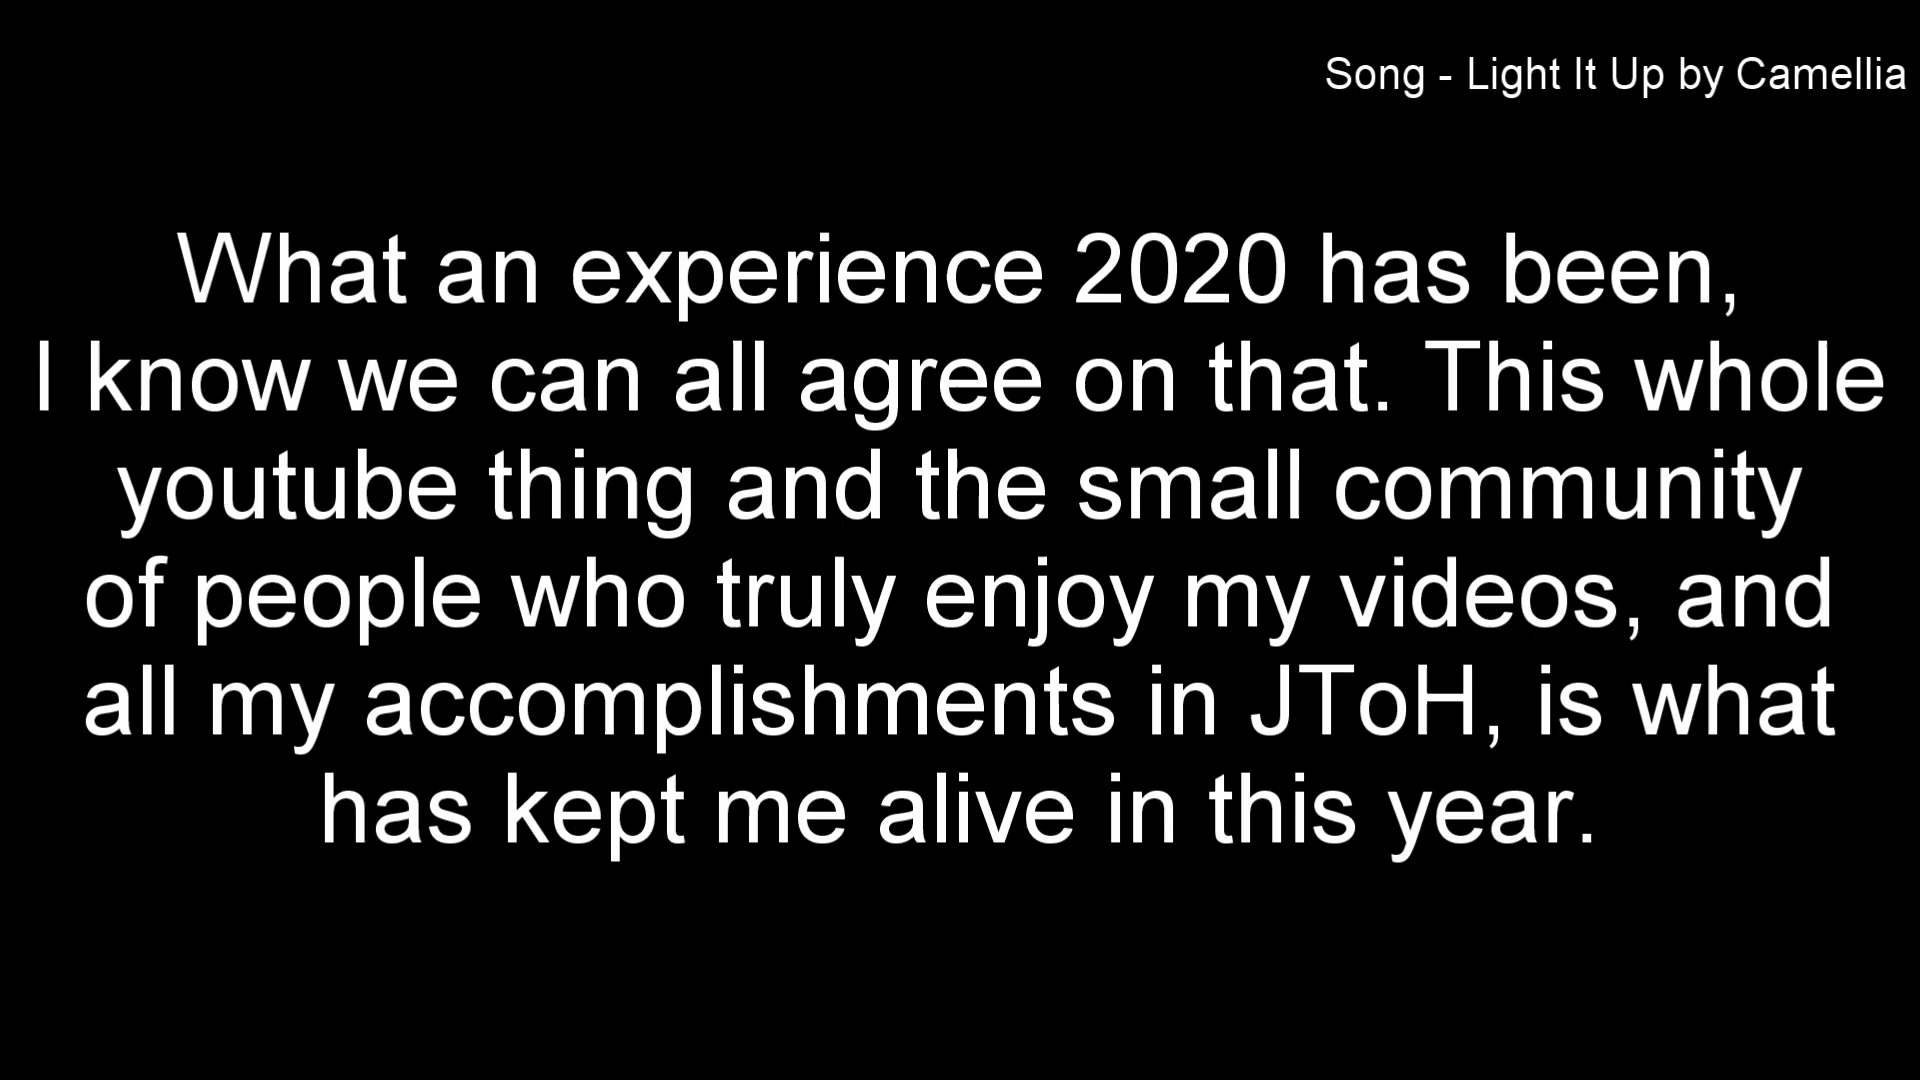 Song - Light It Up by Camellia
What an experience 2020 has been,
I know we can all agree on that. This whole
youtube thing and the small community
of people who truly enjoy my videos, and
all my accomplishments in JToH, is what
has kept me alive in this year.